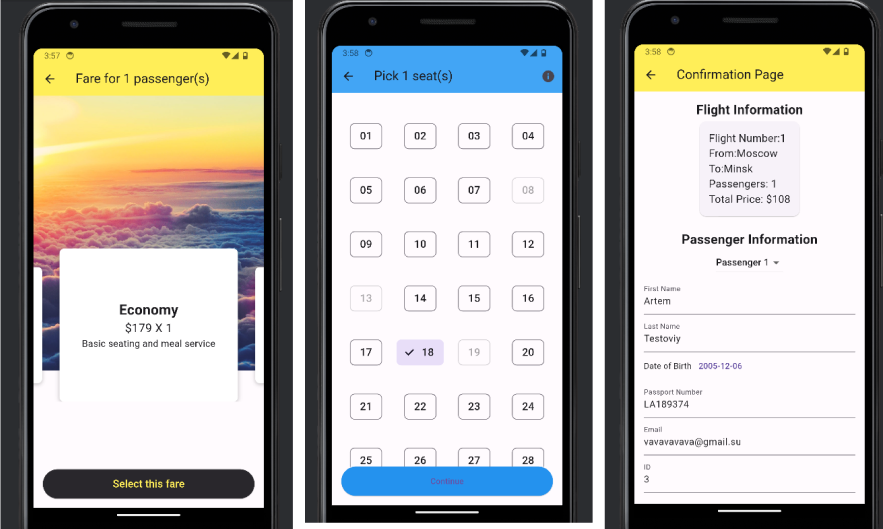 3:57
Fare for 1 passenger(s)
Economy
$179 X 1
Basic seating and meal service
Select this fare
3:58
Pick 1 seat(s)
01 02 03 04
05 06 07 08
09 10 11 12
13 14 15 16
17 18 19 20
21 22 23 24
25 26 27 28
Continue
3:58
Confirmation Page
Flight Information
Flight Number:1
From:Moscow
To:Minsk
Passengers: 1
Total Price: $108
Passenger Information
Passenger 1
First Name
Artem
Last Name
Testoviy
Date of Birth 2005-12-06
Passport Number
LA189374
Email
vavavavava@gmail.su
ID
3